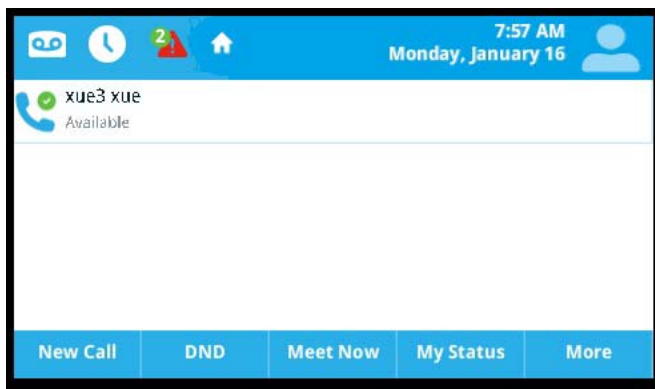 2
7:57 AM
Monday, January 16
xue3 xue
Available
New Call DND Meet Now My Status More